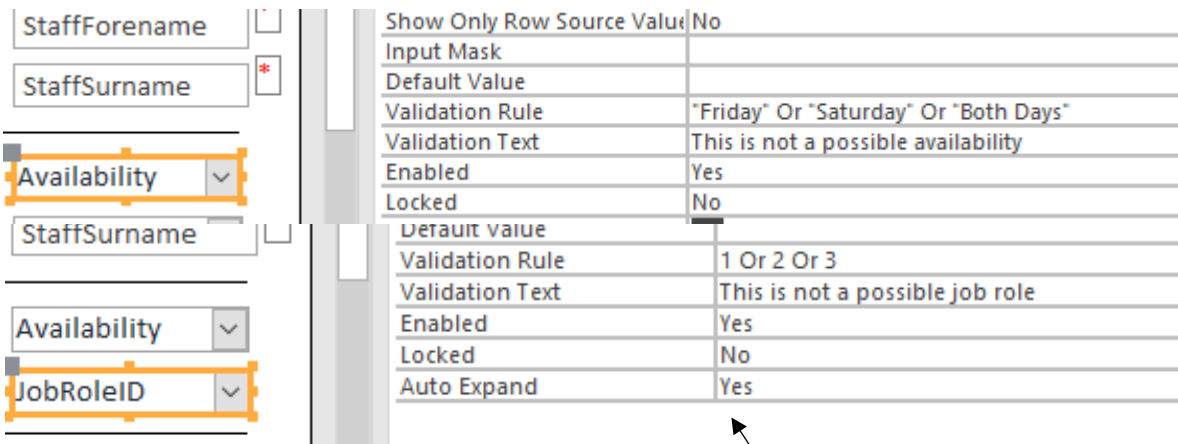 StaffForename *
Show Only Row Source Value No
Input Mask
StaffSurname *
Default Value
Validation Rule "Friday" Or "Saturday" Or "Both Days"
Validation Text This is not a possible availability
Availability
Enabled Yes
Locked No
StaffSurname
Default Value
Validation Rule 1 Or 2 Or 3
Validation Text This is not a possible job role
Availability
Enabled Yes
Locked No
JobRoleID
Auto Expand Yes